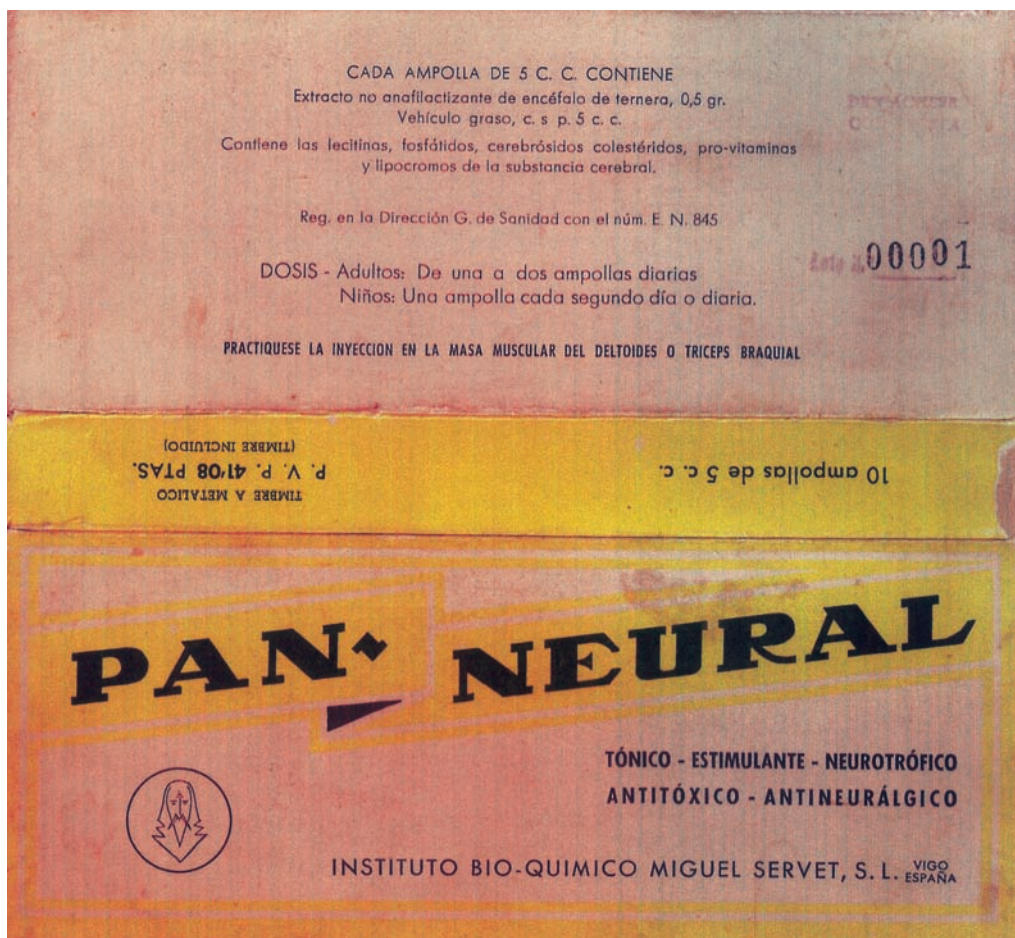 CADA AMPOLLA DE 5 C. C. CONTIENE
Extracto no anafilactizante de encéfalo de ternera, 0,5 gr.
Vehículo graso, c. s p. 5 c. c.
Contiene las lecitinas, fosfátidos, cerebrósidos colestéridos, pro-vitaminas
y lipocromos de la substancia cerebral.
Reg. en la Dirección G. de Sanidad con el núm. E. N. 845
00001
DOSIS - Adultos: De una a dos ampollas diarias
Niños: Una ampolla cada segundo día o diaria.
PRACTIQUESE LA INYECCION EN LA MASA MUSCULAR DEL DELTOIDES O TRICEPS BRAQUIAL
10 ampollas de 5 c. c.
TIMBRE A METALICO
P. V. P. 41'08 PTAS.
(TIMBRE INCLUIDO)
PAN-NEURAL
TÓNICO - ESTIMULANTE - NEUROTRÓFICO
ANTITÓXICO - ANTINEURÁLGICO
INSTITUTO BIO-QUIMICO MIGUEL SERVET, S. L. VIGO
ESPAÑA